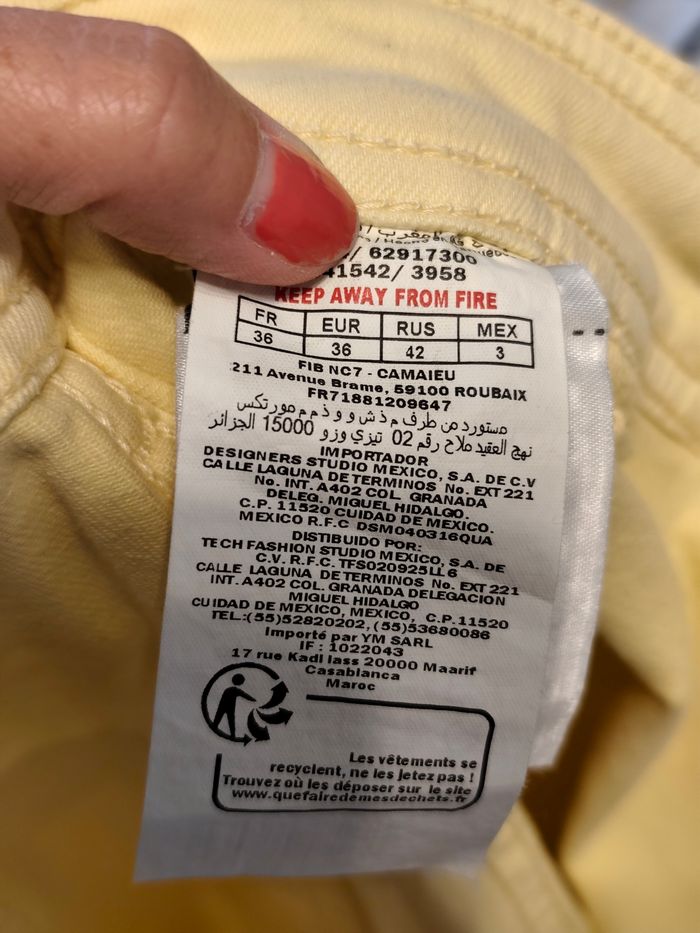 / 62917300
41542/ 3958
KEEP AWAY FROM FIRE
FR EUR RUS MEX
36 36 42 3
FIB NC7 - CAMAIEU
211 Avenue Brame, 59100 ROUBAIX
FR71881209647
مستورد من طرف م ذ ش و و ذ م م مورتكس
نهج العقيد ملاح رقم 02 تيزي وزو 15000 الجزائر
IMPORTADOR
DESIGNERS STUDIO MEXICO, S.A. DE C.V
CALLE LAGUNA DE TERMINOS No. EXT 221
No. INT. A402 COL. GRANADA
DELEG. MIGUEL HIDALGO.
C.P. 11520 CUIDAD DE MEXICO.
MEXICO R.F.C DSM040316QUA
DISTIBUIDO POR:
TECH FASHION STUDIO MEXICO, S.A. DE
C.V. R.F.C. TFS020925LL6
CALLE LAGUNA DE TERMINOS No. EXT 221
INT. A402 COL. GRANADA DELEGACION
MIGUEL HIDALGO
CUIDAD DE MEXICO, MEXICO, C.P. 11520
TEL.:(55)52820202, (55)53680086
Importé par YM SARL
IF : 1022043
17 rue Kadi Iass 20000 Maarif
Casablanca
Maroc
Les vêtements se
recyclent, ne les jetez pas !
Trouvez où les déposer sur le site
www.quefairedemesdechets.fr